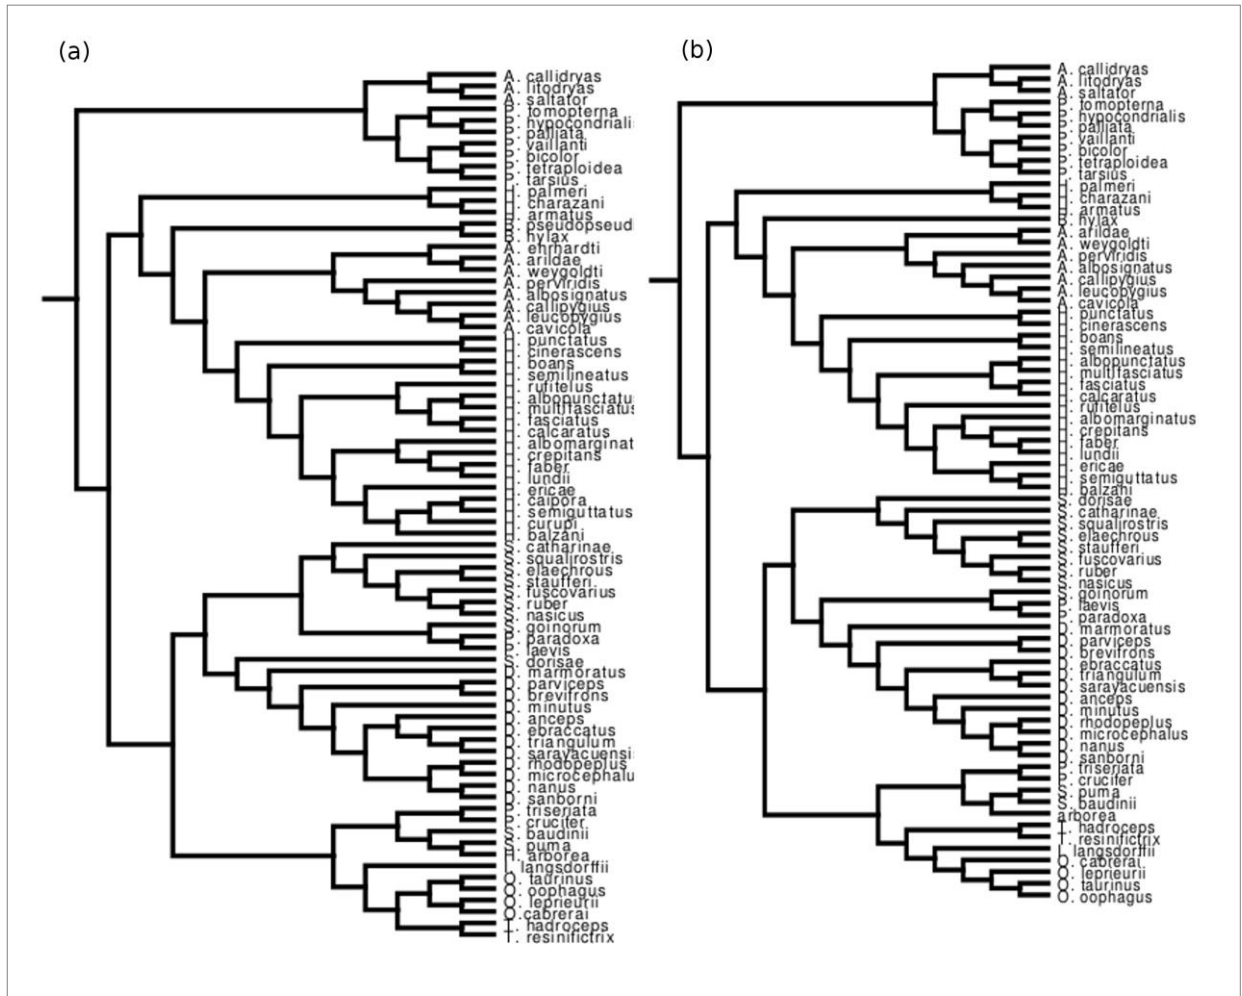 (a)
A. callidryas
A. litodryas
A. saltator
P. tomopterna
P. hypocondriali
P. palliata
P. vaillanti
P. bicolor
P. tetraploidea
P. tarsius
H. palmeri
H. charazani
H. armatus
B. pseudopseud
B. hylax
A. ehrhardti
A. arildae
A. weygoldti
A. perviridis
A. albosignatus
A. callipygius
A. leucopygius
A. cavicola
H. punctatus
H. cinerascens
H. boans
H. semilineatus
H. rufitelus
H. albopunctatu
H. multifasciatus
H. fasciatus
H. calcaratus
H. albomarginat
H. crepitans
H. faber
H. lundii
H. ericae
H. caipora
H. semiguttatus
H. curupi
H. balzani
S. catharinae
S. squalirostris
S. elaechrous
S. staufferi
S. fuscovarius
S. ruber
S. nasicus
S. goinorum
P. paradoxa
P. laevis
S. dorisae
D. marmoratus
D. parviceps
D. brevifrons
D. minutus
D. anceps
D. ebraccatus
D. triangulum
D. sarayacuensi
D. rhodopeplus
D. microcephalu
D. nanus
D. sanborni
P. triseriata
P. crucifer
S. baudinii
S. puma
H. arborea
I. langsdorffii
O. taurinus
O. oophagus
O. leprieurii
O.cabrerai
T. hadroceps
T. resinifictrix
(b)
A. callidryas
A. litodryas
A. saltator
P. tomopterna
P. hypocondrialis
P. palliata
P. vaillanti
P. bicolor
P. tetraploidea
P. tarsius
H. palmeri
H. charazani
H. armatus
B. hylax
A. arildae
A. weygoldti
A. perviridis
A. albosignatus
A. callipygius
A. leucopygius
A. cavicola
H. punctatus
H. cinerascens
H. boans
H. semilineatus
H. albopunctatus
H. multifasciatus
H. fasciatus
H. calcaratus
H. rufitelus
H. albomarginatus
H. crepitans
H. faber
H. lundii
H. ericae
H. semiguttatus
H. balzani
S. dorisae
S. catharinae
S. squalirostris
S. elaechrous
S. staufferi
S. fuscovarius
S. ruber
S. nasicus
S. goinorum
P. laevis
P. paradoxa
D. marmoratus
D. parviceps
D. brevifrons
D. ebraccatus
D. triangulum
D. sarayacuensis
D. anceps
D. minutus
D. rhodopeplus
D. microcephalus
D. nanus
D. sanborni
P. triseriata
P. crucifer
S. puma
S. baudinii
arborea
T. hadroceps
T. resinifictrix
I. langsdorffii
O. cabrerai
O. leprieurii
O. taurinus
O. oophagus